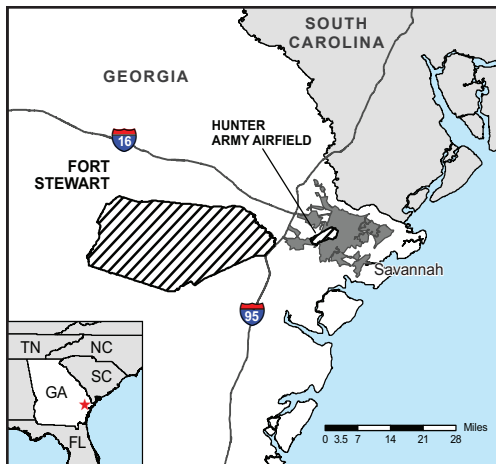 SOUTH
CAROLINA
GEORGIA
HUNTER
ARMY AIRFIELD
16
FORT
STEWART
Savannah
95
TN
NC
SC
GA
FL
Miles
0 3.5 7 14 21 28